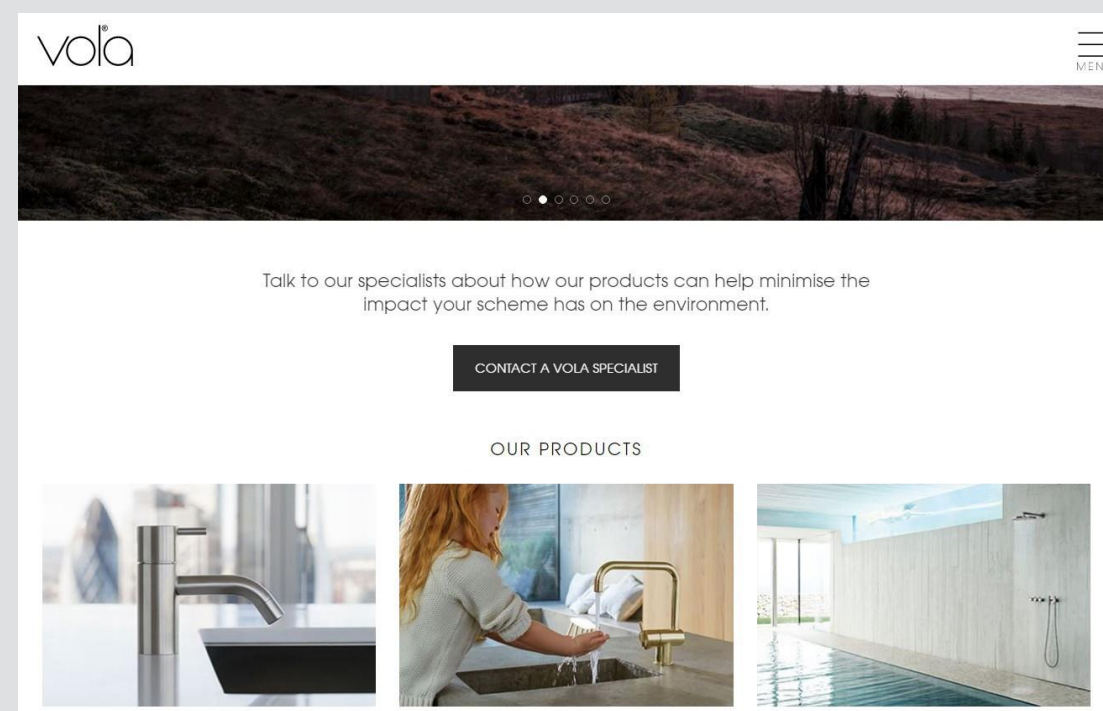 vola®
MEN
Talk to our specialists about how our products can help minimise the
impact your scheme has on the environment.
CONTACT A VOLA SPECIALIST
OUR PRODUCTS